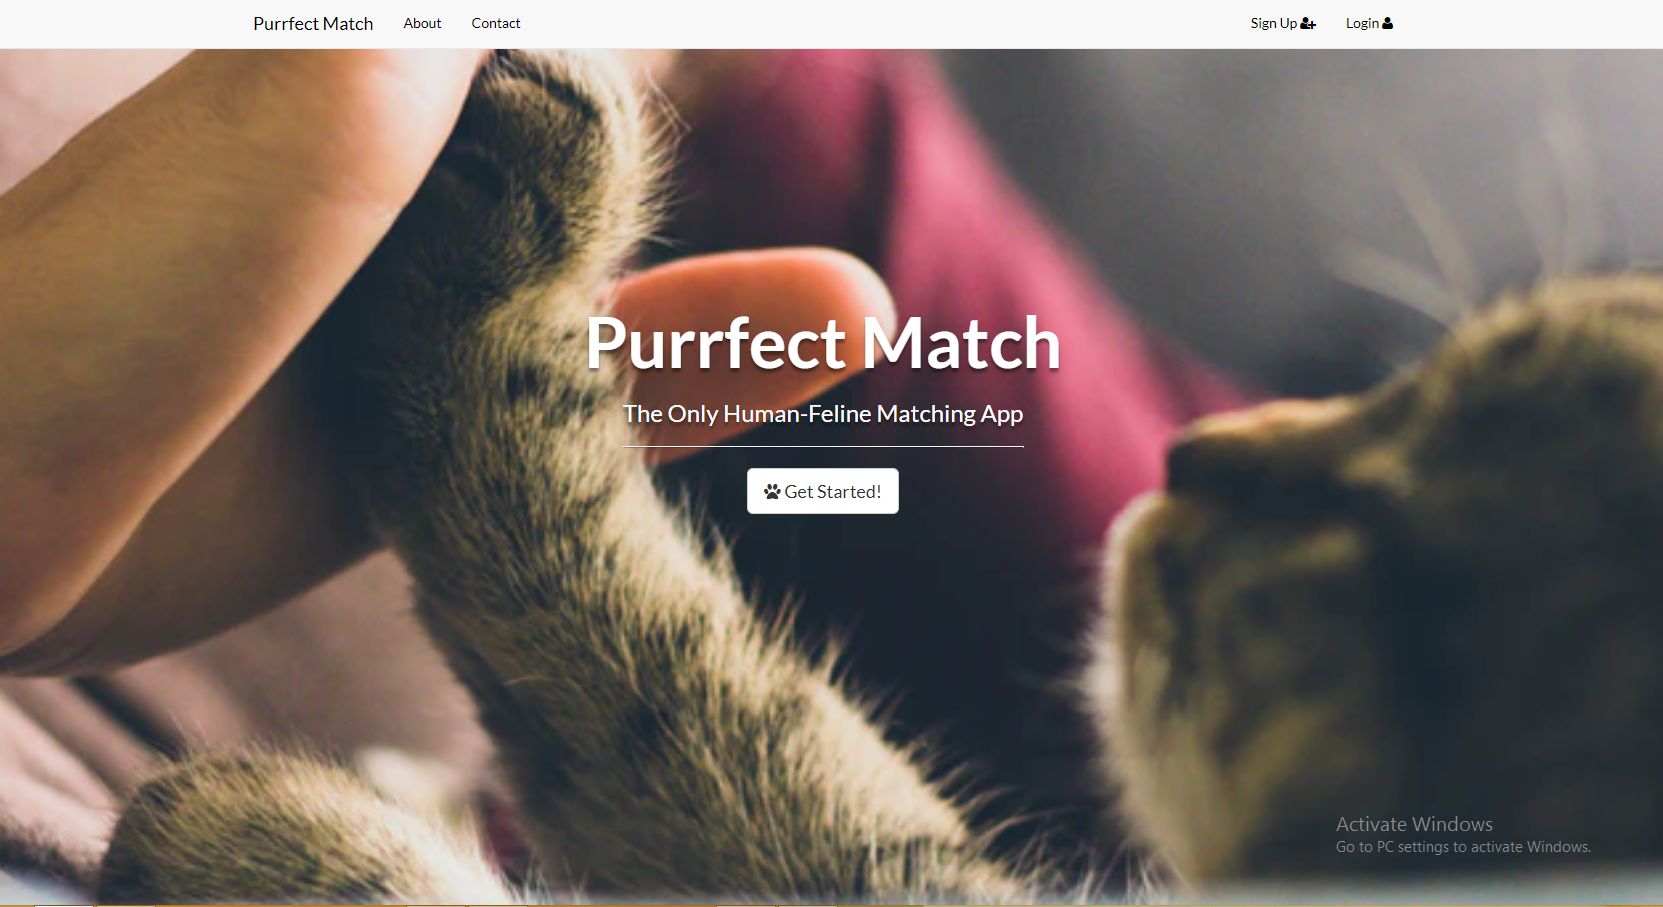 Purrfect Match About Contact Sign Up Login
Purrfect Match
The Only Human-Feline Matching App
Get Started!
Activate Windows
Go to PC settings to activate Windows.